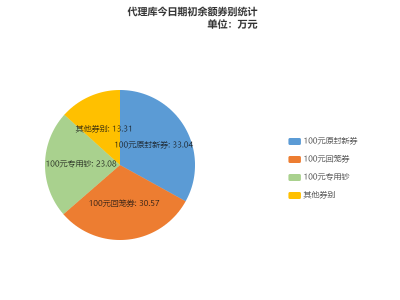 代理库今日期初余额券别统计
单位：万元
其他券别: 13.31
100元原封新券: 33.04
100元专用钞: 23.08
100元回笼券: 30.57
100元原封新券
100元回笼券
100元专用钞
其他券别